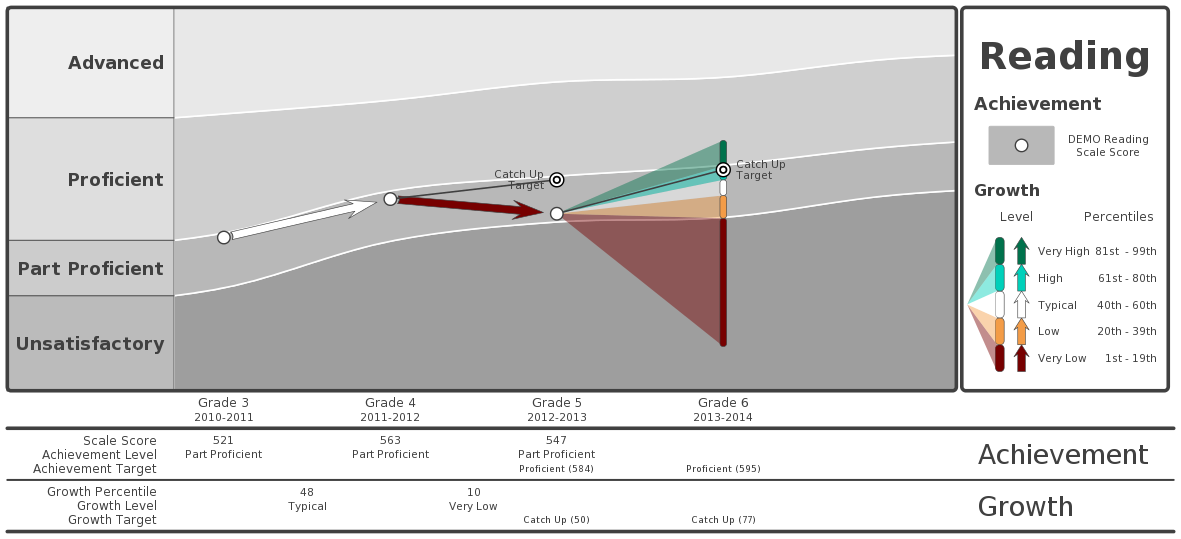 Advanced
Proficient
Part Proficient
Unsatisfactory
Catch Up
Target
Catch Up
Target
Reading
Achievement
DEMO Reading
Scale Score
Growth
Level Percentiles
Very High 81st - 99th
High 61st - 80th
Typical 40th - 60th
Low 20th - 39th
Very Low 1st - 19th
Grade 3 Grade 4 Grade 5 Grade 6
2010-2011 2011-2012 2012-2013 2013-2014
Scale Score 521 563 547
Achievement Level Part Proficient Part Proficient Part Proficient
Achievement Target Proficient (584) Proficient (595)
Achievement
Growth Percentile 48 10
Growth Level Typical Very Low
Growth Target Catch Up (50) Catch Up (77)
Growth